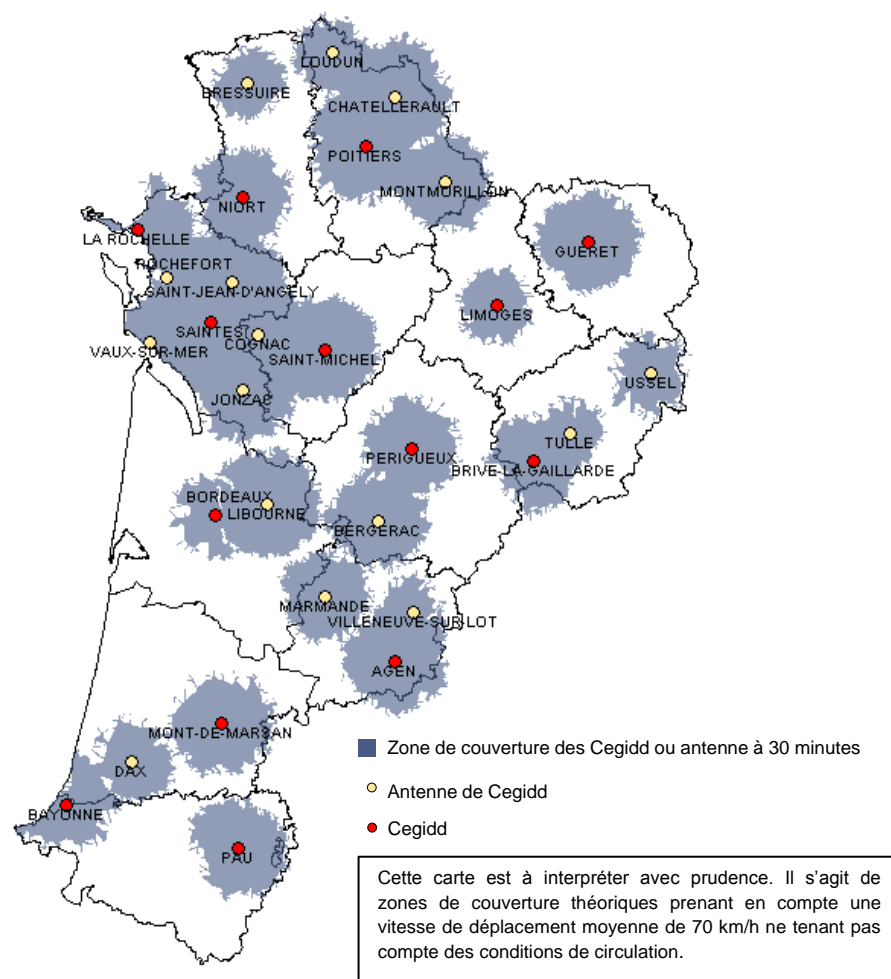 LOUDUN
BRESSUIRE
CHATELLERAULT
POITIERS
MONTMORILLON
NIORT
LA ROCHELLE
GUERET
ROCHEFORT
SAINT-JEAN-D'ANGELY
LIMOGES
SAINTES
COGNAC
VAUX-SUR-MER
SAINT-MICHEL
USSEL
JONZAC
TULLE
PERIGUEUX
BRIVE-LA-GAILLARDE
BORDEAUX
LIBOURNE
BERGERAC
MARMANDE
VILLENEUVE-SUR-LOT
AGEN
MONT-DE-MARSAN
DAX
BAYONNE
PAU
Zone de couverture des Cegidd ou antenne à 30 minutes
Antenne de Cegidd
Cegidd
Cette carte est à interpréter avec prudence. Il s'agit de
zones de couverture théoriques prenant en compte une
vitesse de déplacement moyenne de 70 km/h ne tenant pas
compte des conditions de circulation.